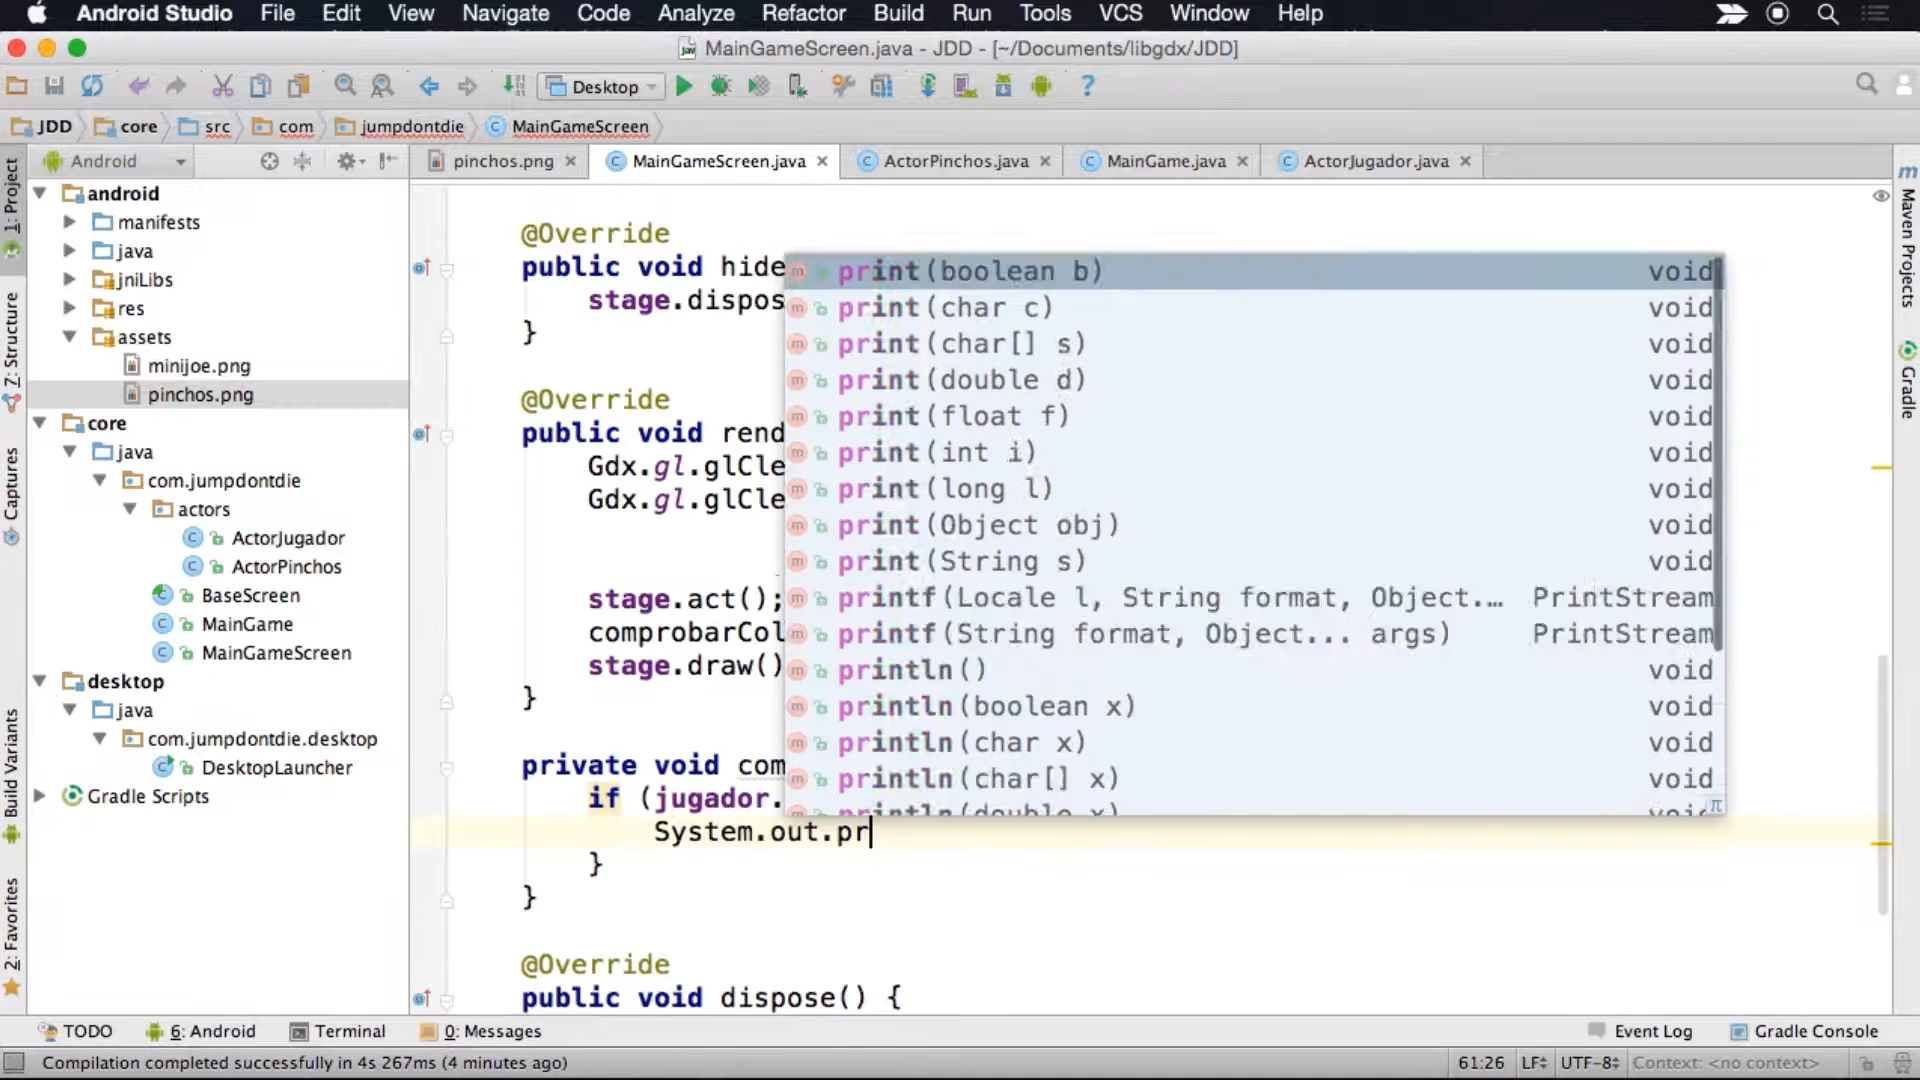 Android Studio File Edit View Navigate Code Analyze Refactor Build Run Tools VCS Window Help
MainGameScreen.java - JDD - [~/Documents/libgdx/JDD]
Desktop
JDD core src com jumpdontdie MainGameScreen
Android
pinchos.png MainGameScreen.java ActorPinchos.java MainGame.java ActorJugador.java
1: Project
7: Structure
Captures
Build Variants
2: Favorites
android
manifests
java
jniLibs
res
assets
minijoe.png
pinchos.png
core
java
com.jumpdontdie
actors
ActorJugador
ActorPinchos
BaseScreen
MainGame
MainGameScreen
desktop
java
com.jumpdontdie.desktop
DesktopLauncher
Gradle Scripts
@Override
public void hide
stage.dispos
}
@Override
public void rend
Gdx.gl.glCle
Gdx.gl.glCle
stage.act();
comprobarCol
stage.draw()
}
private void com
if (jugador.
System.out.pr
}
}
@Override
public void dispose() {
print(boolean b) void
print(char c) void
print(char[] s) void
print(double d) void
print(float f) void
print(int i) void
print(long l) void
print(Object obj) void
print(String s) void
printf(Locale l, String format, Object.… PrintStream
printf(String format, Object... args) PrintStream
println() void
println(boolean x) void
println(char x) void
println(char[] x) void
println(double x) void
π
m
Maven Projects
Gradle
TODO 6: Android Terminal 0: Messages Event Log Gradle Console
Compilation completed successfully in 4s 267ms (4 minutes ago) 61:26 LF UTF-8 Context: <no context>